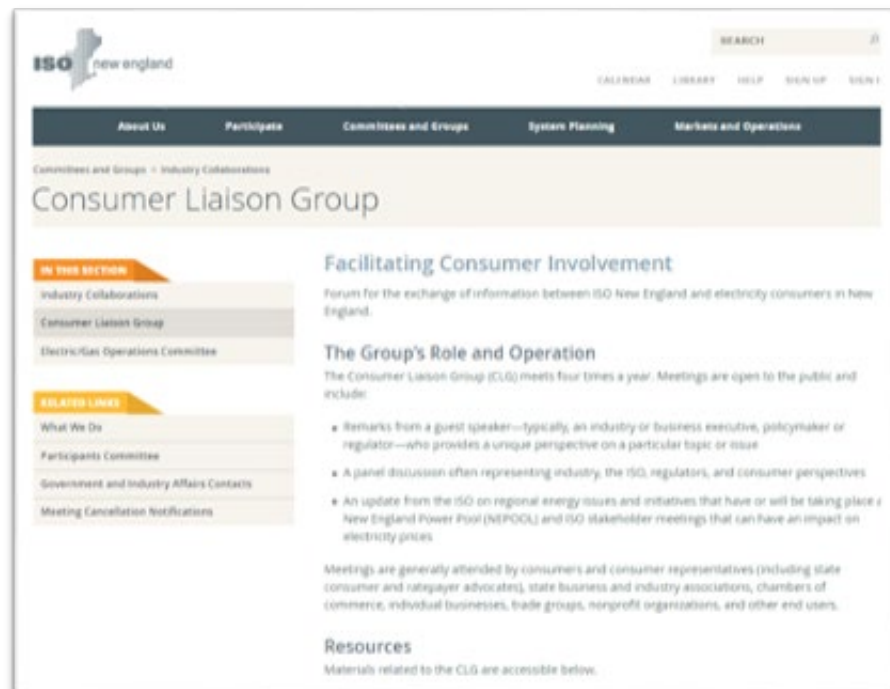 ISO new england
SEARCH
CALENDAR LIBRARY HELP SIGN UP SIGN I
About Us Participate Committees and Groups System Planning Markets and Operations
Committees and Groups > Industry Collaborations
Consumer Liaison Group
IN THIS SECTION
Industry Collaborations
Consumer Liaison Group
Electric/Gas Operations Committee
RELATED LINKS
What We Do
Participants Committee
Government and Industry Affairs Contacts
Meeting Cancellation Notifications
Facilitating Consumer Involvement
Forum for the exchange of information between ISO New England and electricity consumers in New
England.
The Group's Role and Operation
The Consumer Liaison Group (CLG) meets four times a year. Meetings are open to the public and
include:
• Remarks from a guest speaker—typically, an industry or business executive, policymaker or
regulator—who provides a unique perspective on a particular topic or issue
• A panel discussion often representing industry, the ISO, regulators, and consumer perspectives
• An update from the ISO on regional energy issues and initiatives that have or will be taking place a
New England Power Pool (NEPOOL) and ISO stakeholder meetings that can have an impact on
electricity prices
Meetings are generally attended by consumers and consumer representatives (including state
consumer and ratepayer advocates), state business and industry associations, chambers of
commerce, individual businesses, trade groups, nonprofit organizations, and other end users.
Resources
Materials related to the CLG are accessible below.